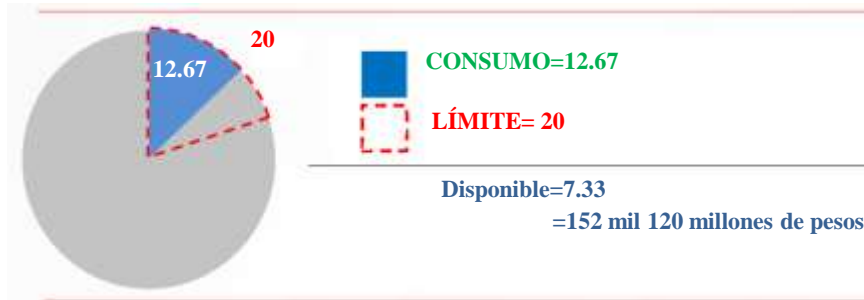 20
12.67
CONSUMO=12.67
LÍMITE= 20
Disponible=7.33
=152 mil 120 millones de pesos